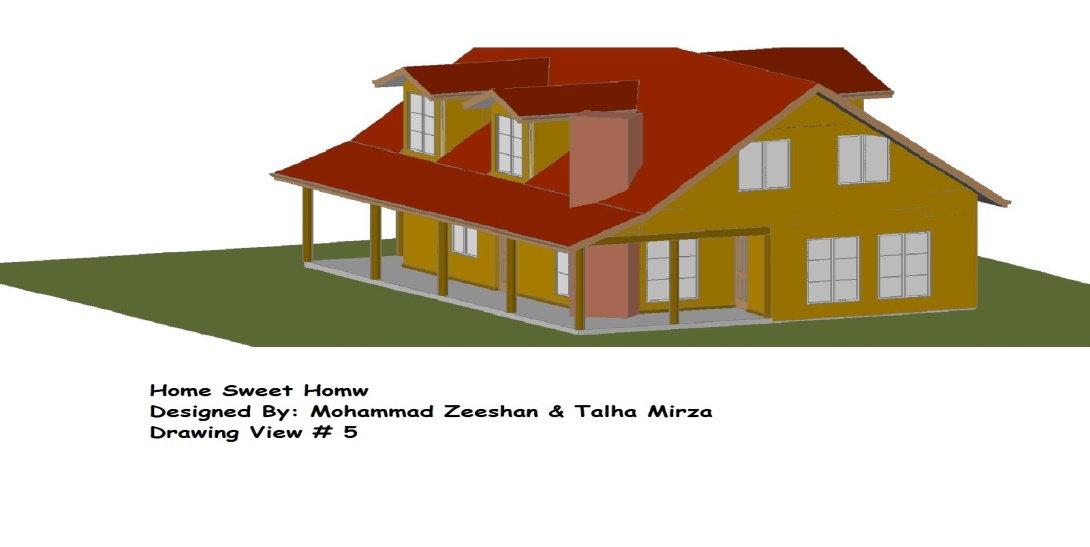 Home Sweet Homw
Designed By: Mohammad Zeeshan & Talha Mirza
Drawing View # 5